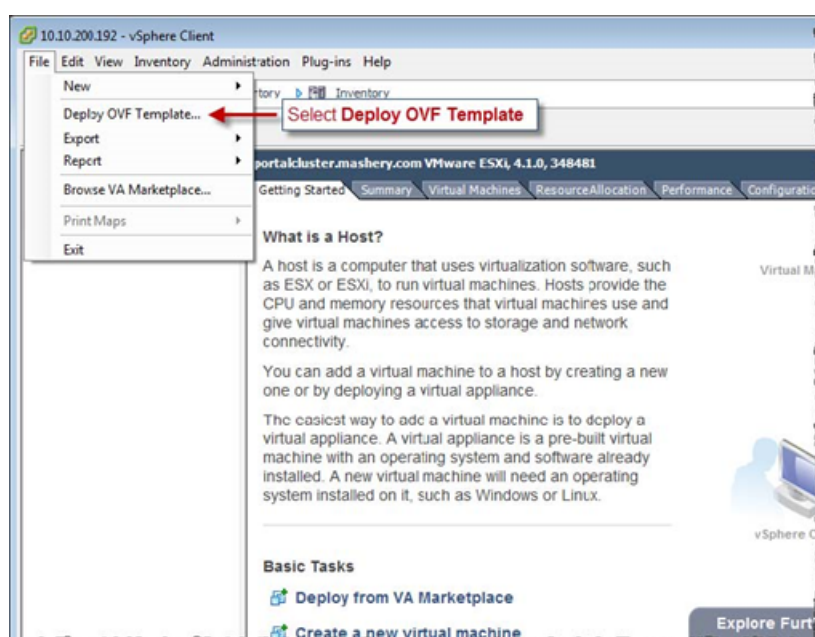 10.10.200.192 - vSphere Client
File Edit View Inventory Administration Plug-ins Help
New
Inventory
Deploy OVF Template...
Select Deploy OVF Template
Export
Report
portalcluster.mashery.com VMware ESXi, 4.1.0, 348481
Browse VA Marketplace...
Getting Started Summary Virtual Machines Resource Allocation Performance Configuratio
Print Maps
Exit
What is a Host?
A host is a computer that uses virtualization software, such
as ESX or ESXi, to run virtual machines. Hosts provide the
CPU and memory resources that virtual machines use and
give virtual machines access to storage and network
connectivity.
Virtual M
You can add a virtual machine to a host by creating a new
one or by deploying a virtual appliance.
The easiest way to add a virtual machine is to deploy a
virtual appliance. A virtual appliance is a pre-built virtual
machine with an operating system and software already
installed. A new virtual machine will need an operating
system installed on it, such as Windows or Linux.
vSphere C
Basic Tasks
Deploy from VA Marketplace
Create a new virtual machine
Explore Furt